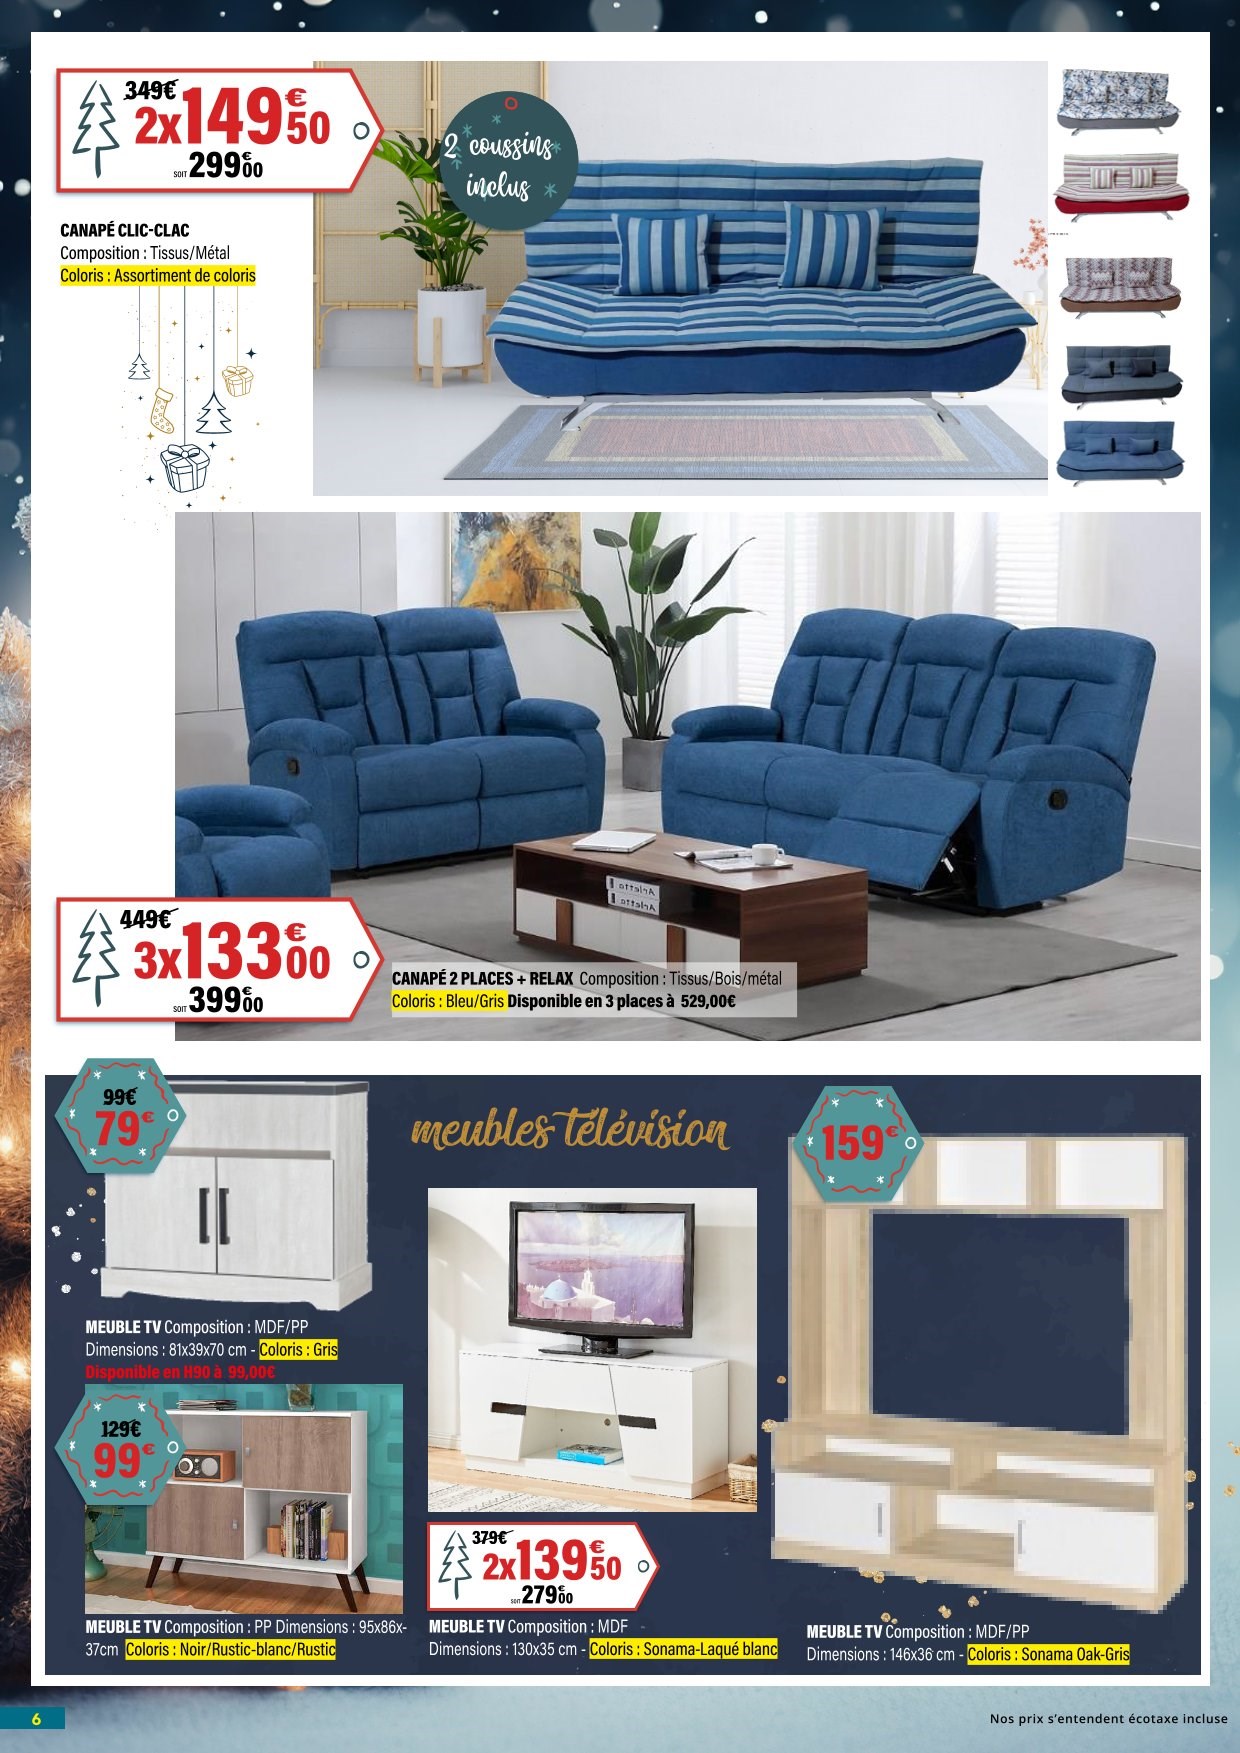 349€
2x149€50
SOIT 299€00
2 coussins
inclus
CANAPÉ CLIC-CLAC
Composition : Tissus/Métal
Coloris : Assortiment de coloris
Arletto
Arletto
449€
3x133€00
SOIT 399€00
CANAPÉ 2 PLACES + RELAX Composition : Tissus/Bois/métal
Coloris : Bleu/Gris Disponible en 3 places à 529,00€
meubles télévision
99€
79€
159€
MEUBLE TV Composition : MDF/PP
Dimensions : 81x39x70 cm - Coloris : Gris
Disponible en H90 à 99,00€
129€
99€
MEUBLE TV Composition : PP Dimensions : 95x86x-
37cm Coloris : Noir/Rustic-blanc/Rustic
379€
2x139€50
SOIT 279€00
MEUBLE TV Composition : MDF
Dimensions : 130x35 cm - Coloris : Sonama-Laqué blanc
MEUBLE TV Composition : MDF/PP
Dimensions : 146x36 cm - Coloris : Sonama Oak-Gris
6
Nos prix s’entendent écotaxe incluse